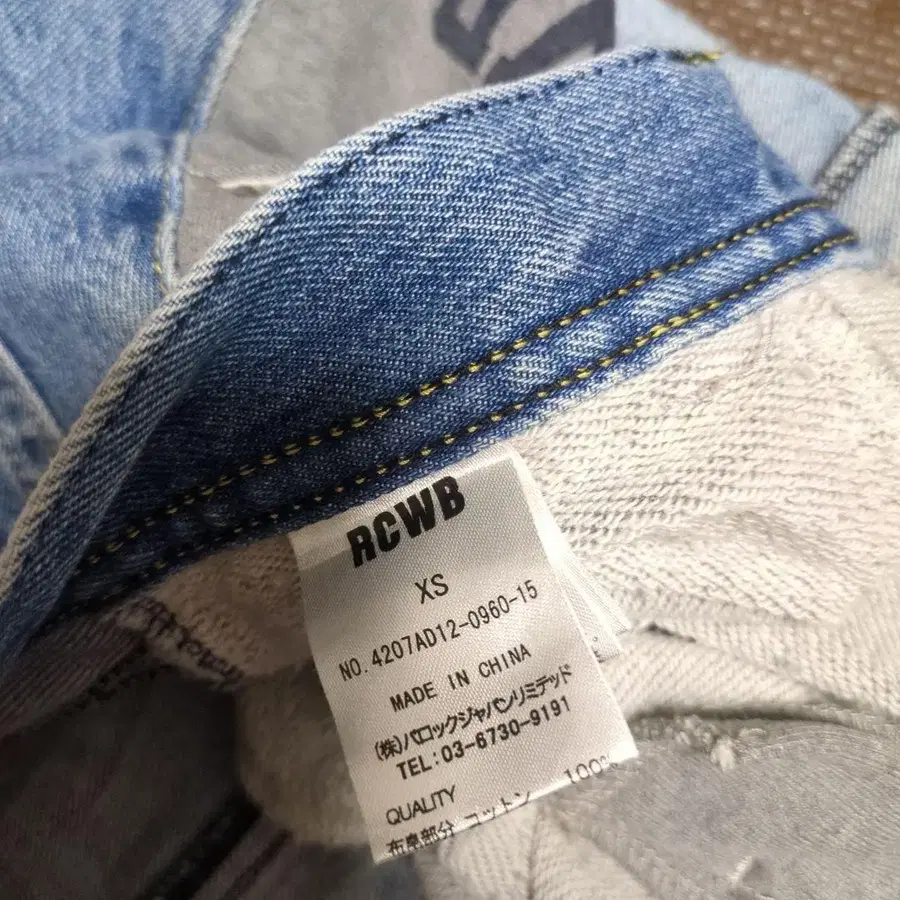 RCWB
XS
NO.4207AD12-0960-15
MADE IN CHINA
(株)バロックジャパンリミテッド
TEL:03-6730-9191
QUALITY
布帛部分 コットン 100%